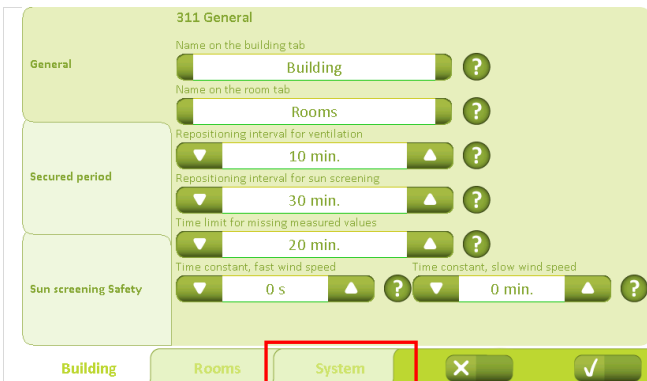 311 General
General
Name on the building tab
Building
?
Name on the room tab
Rooms
?
Repositioning interval for ventilation
10 min.
?
Secured period
Repositioning interval for sun screening
30 min.
?
Time limit for missing measured values
20 min.
?
Sun screening Safety
Time constant, fast wind speed Time constant, slow wind speed
0 s ? 0 min. ?
Building Rooms System